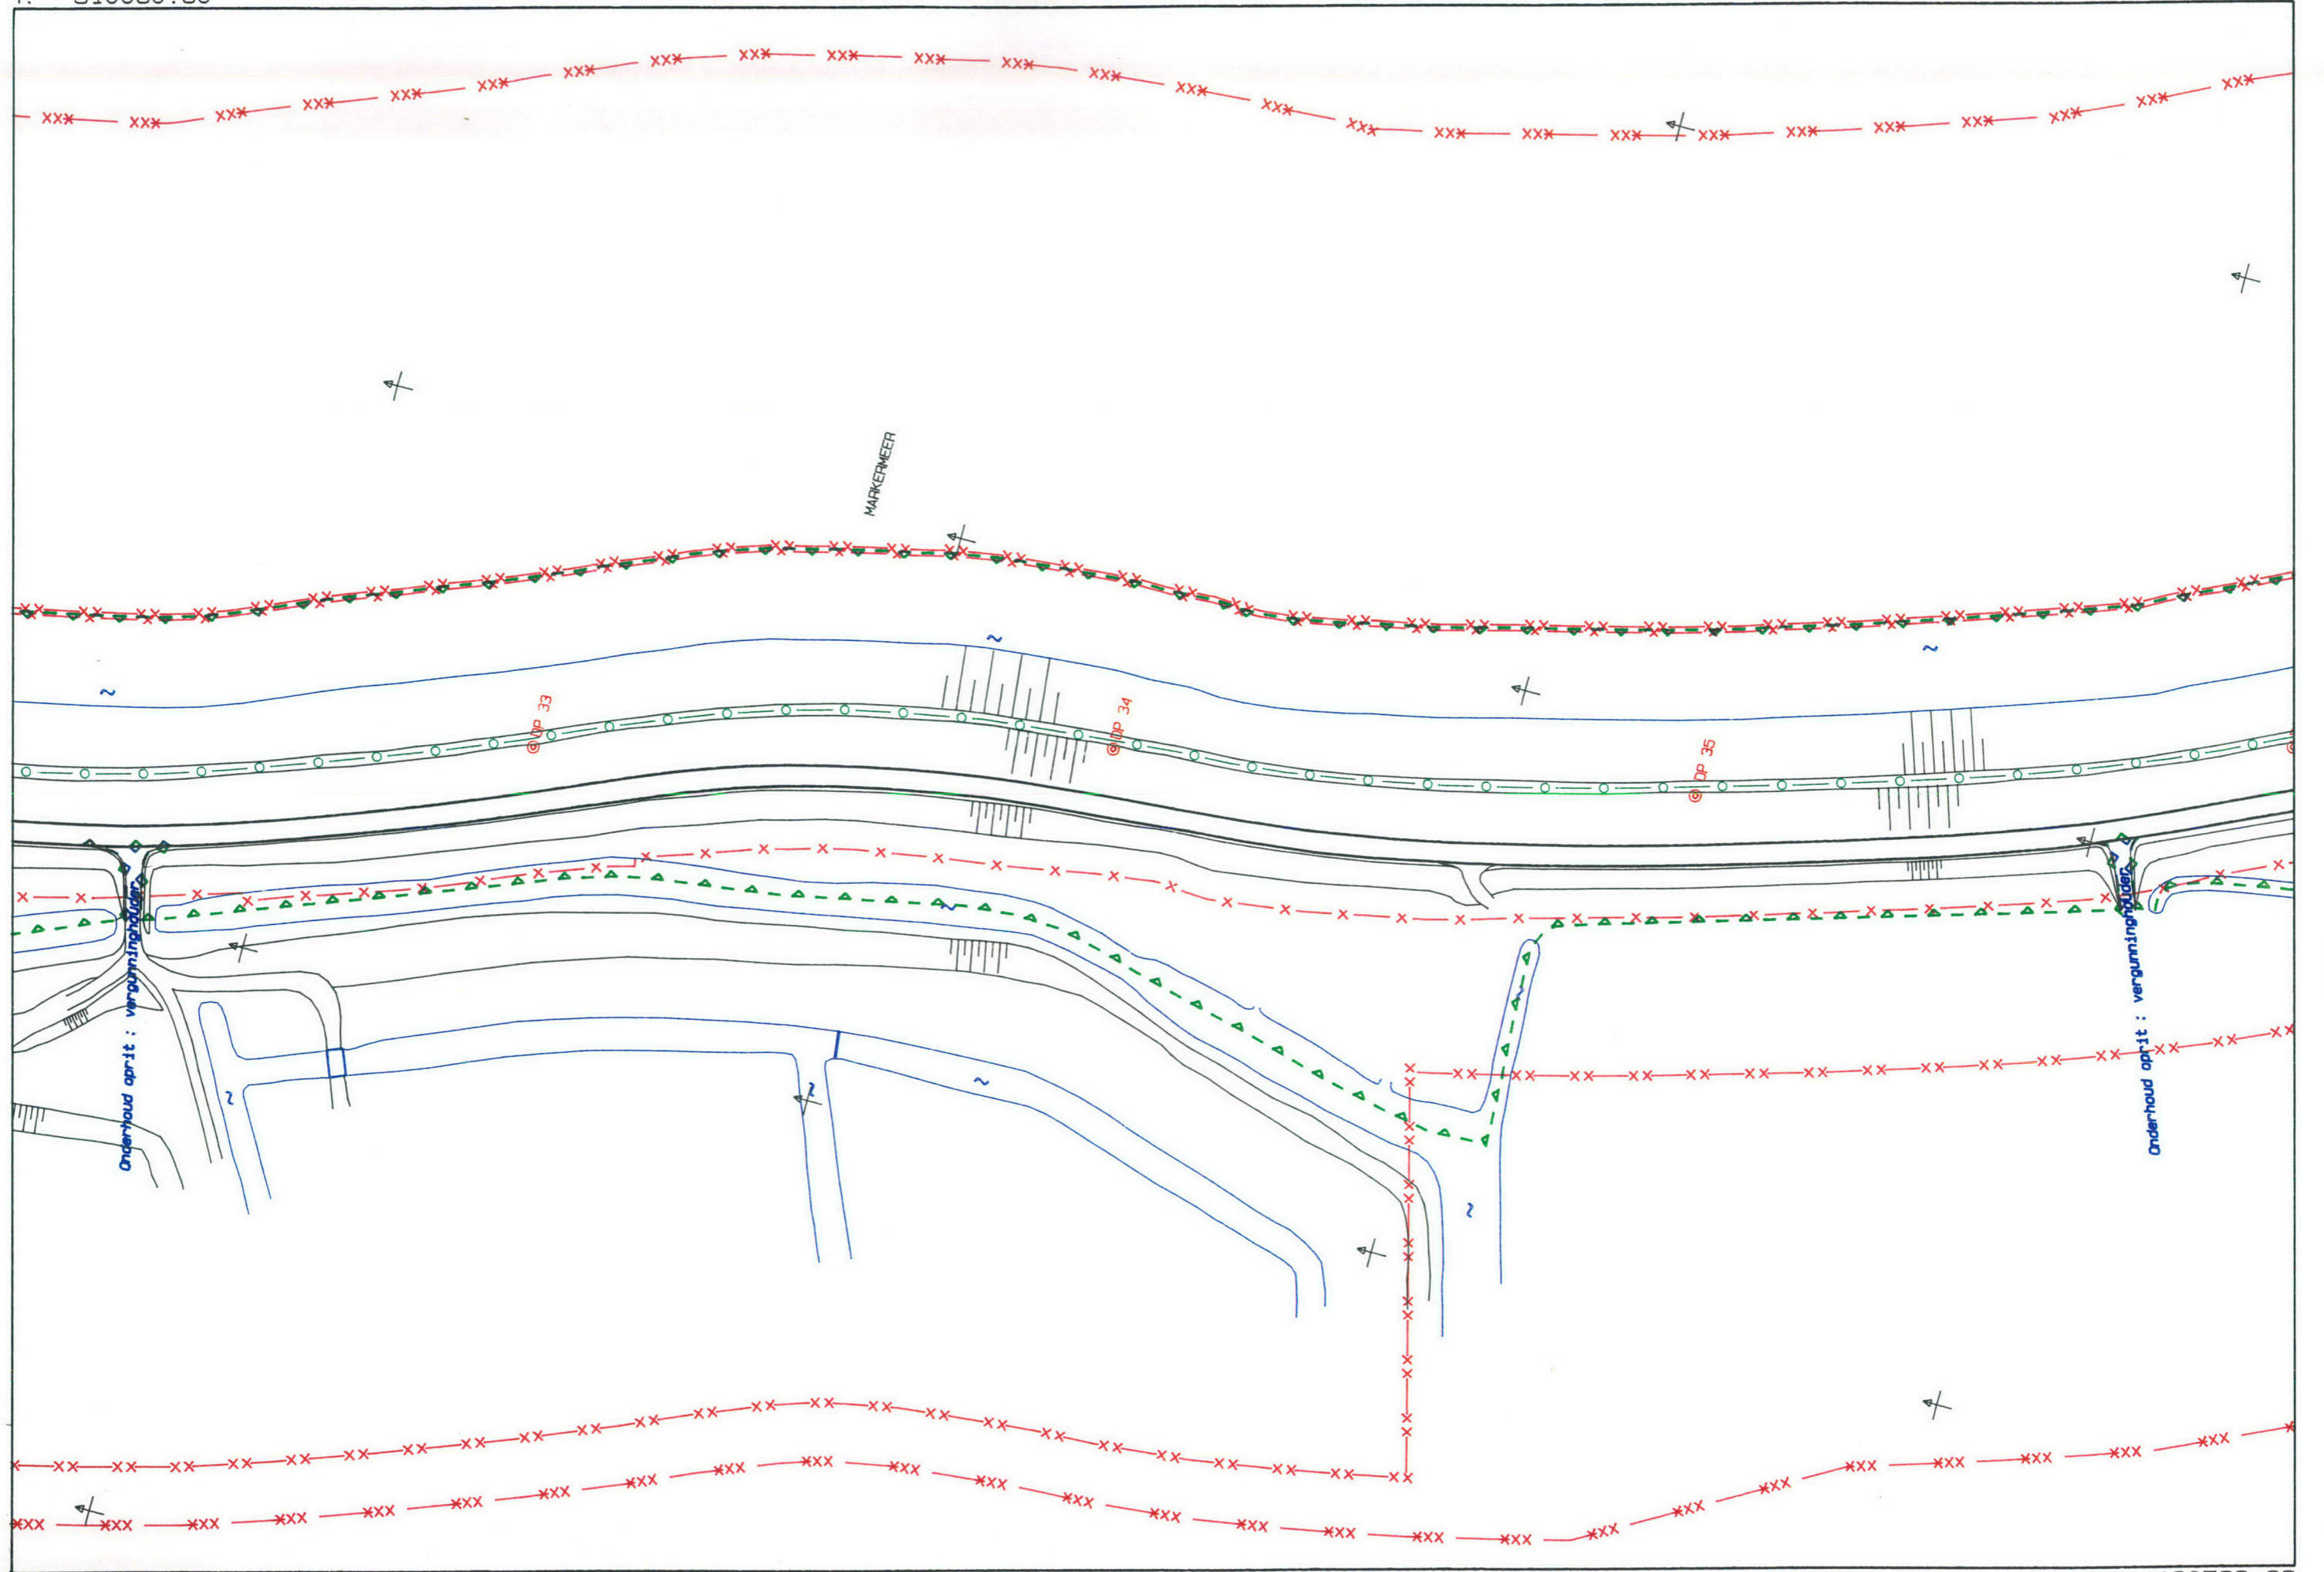 MARKERMEER
DP 33
DP 34
DP 35
Onderhoud oprit : vergunninghouder
Onderhoud oprit : vergunninghouder